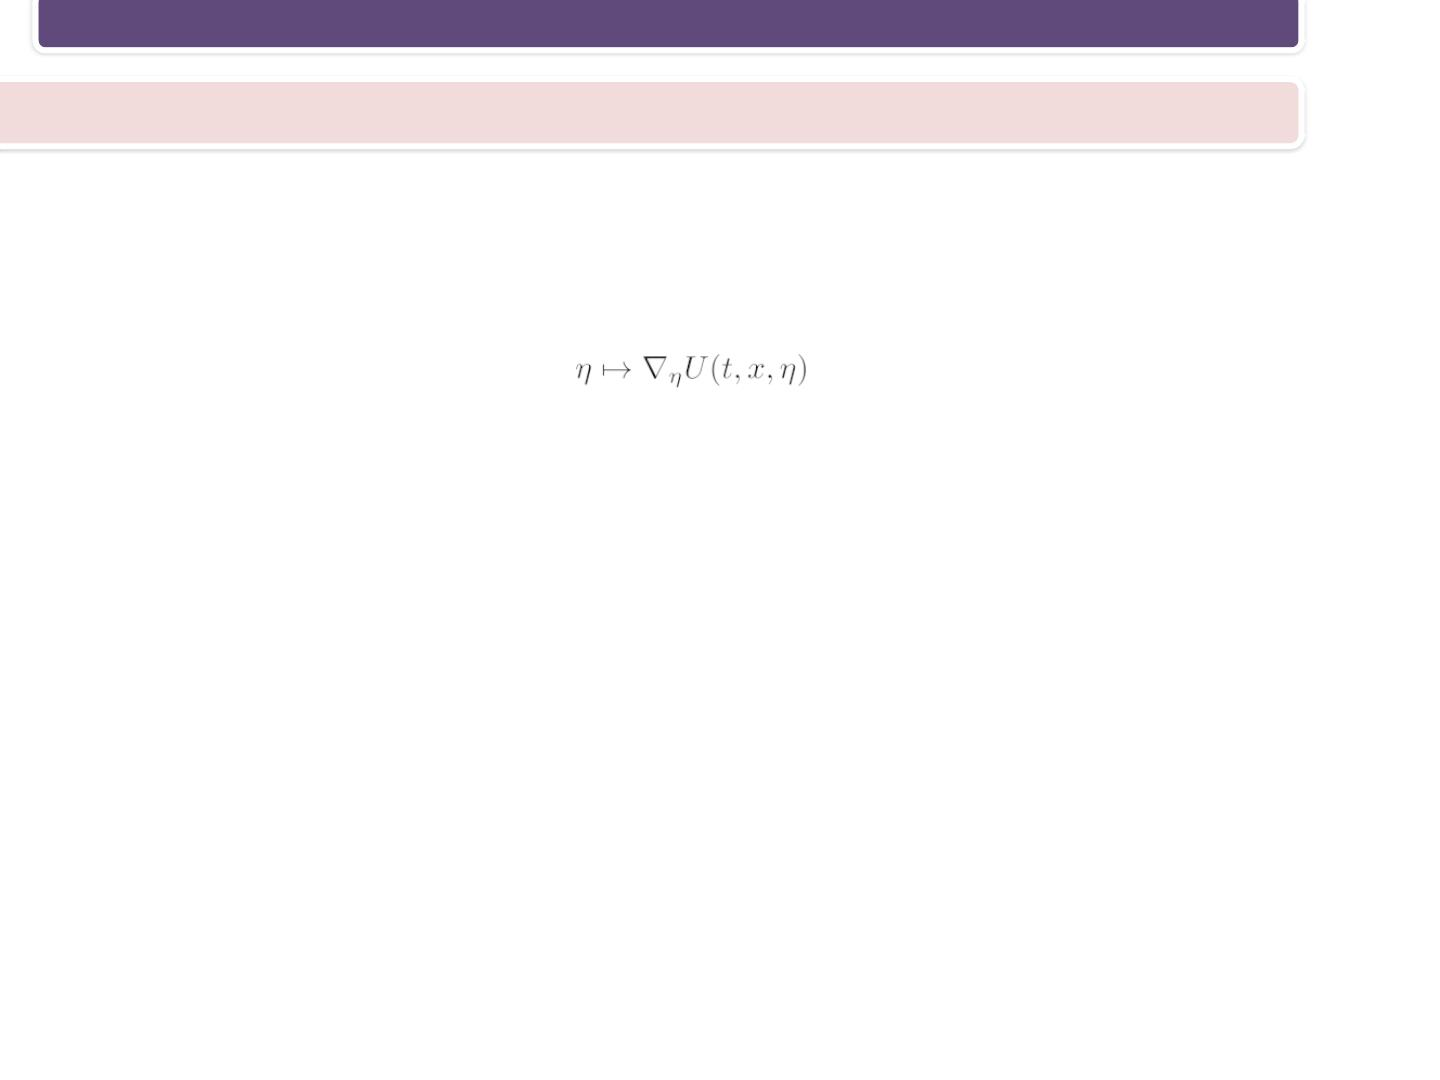 η ↦ ∇_η U(t, x, η)